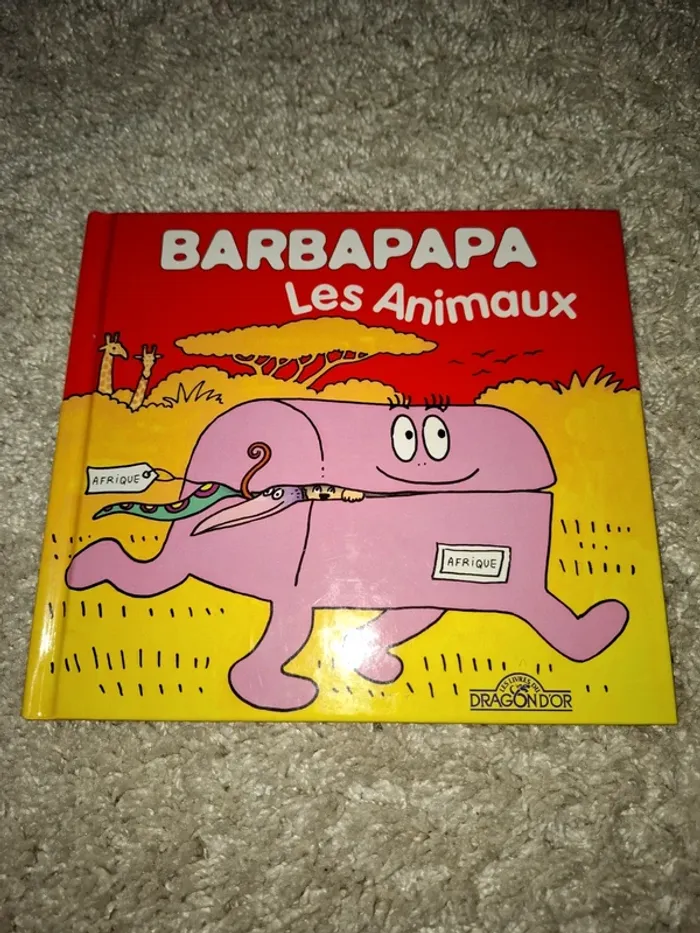 BARBAPAPA
Les Animaux
AFRIQUE
AFRIQUE
LES LIVRES DU
DRAGON D'OR